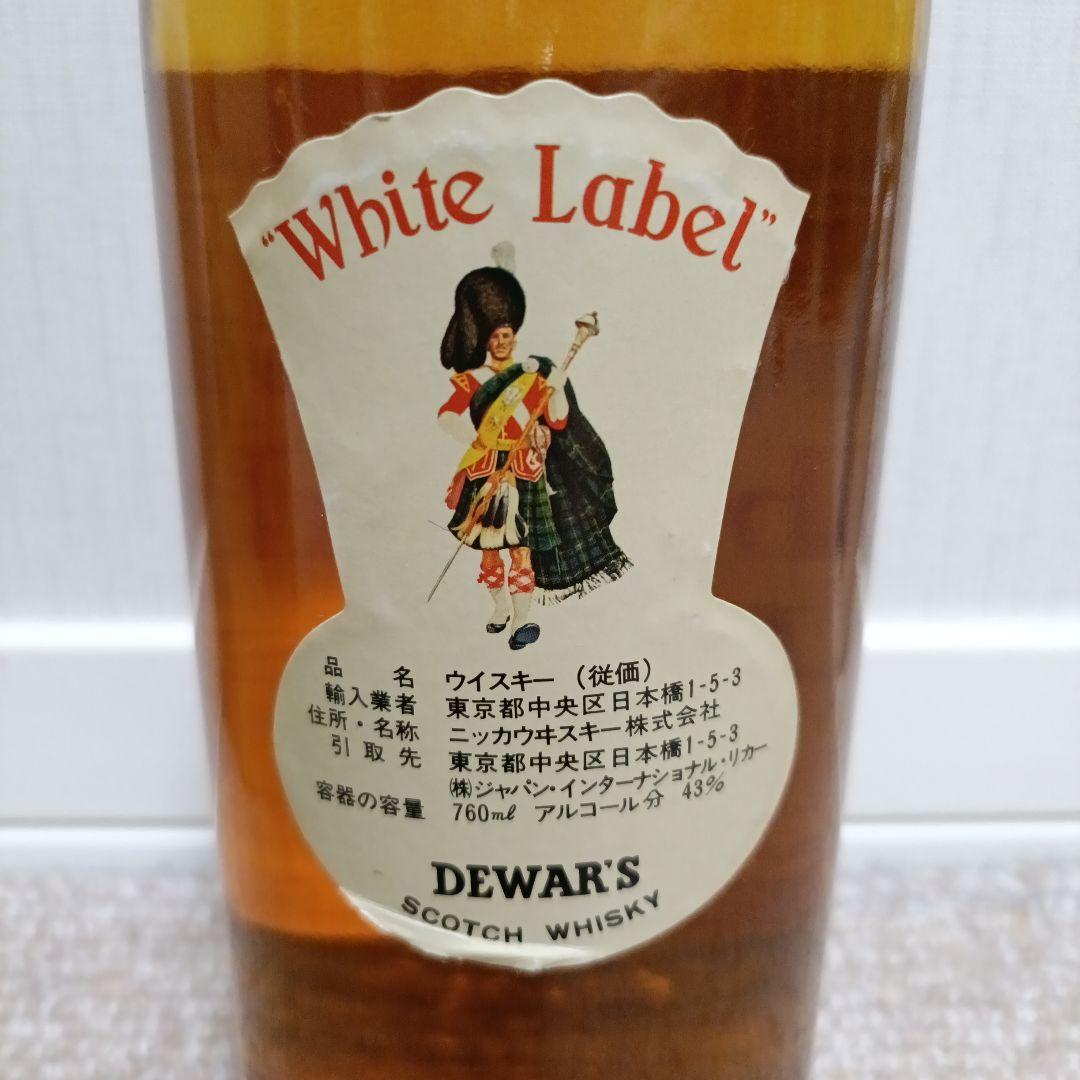 "White Label"
品名 ウイスキー（従価）
輸入業者 東京都中央区日本橋1-5-3
住所・名称 ニッカウヰスキー株式会社
引取先 東京都中央区日本橋1-5-3
㈱ジャパン・インターナショナル・リカー
容器の容量 760ml アルコール分 43%
DEWAR'S
SCOTCH WHISKY